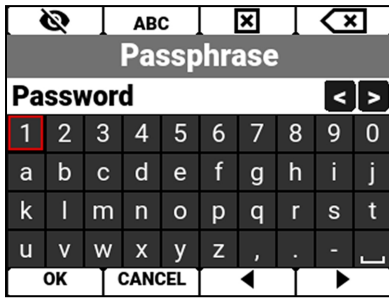 ABC
Passphrase
Password < >
1 2 3 4 5 6 7 8 9 0
a b c d e f g h i j
k l m n o p q r s t
u v w x y z , . -
OK CANCEL